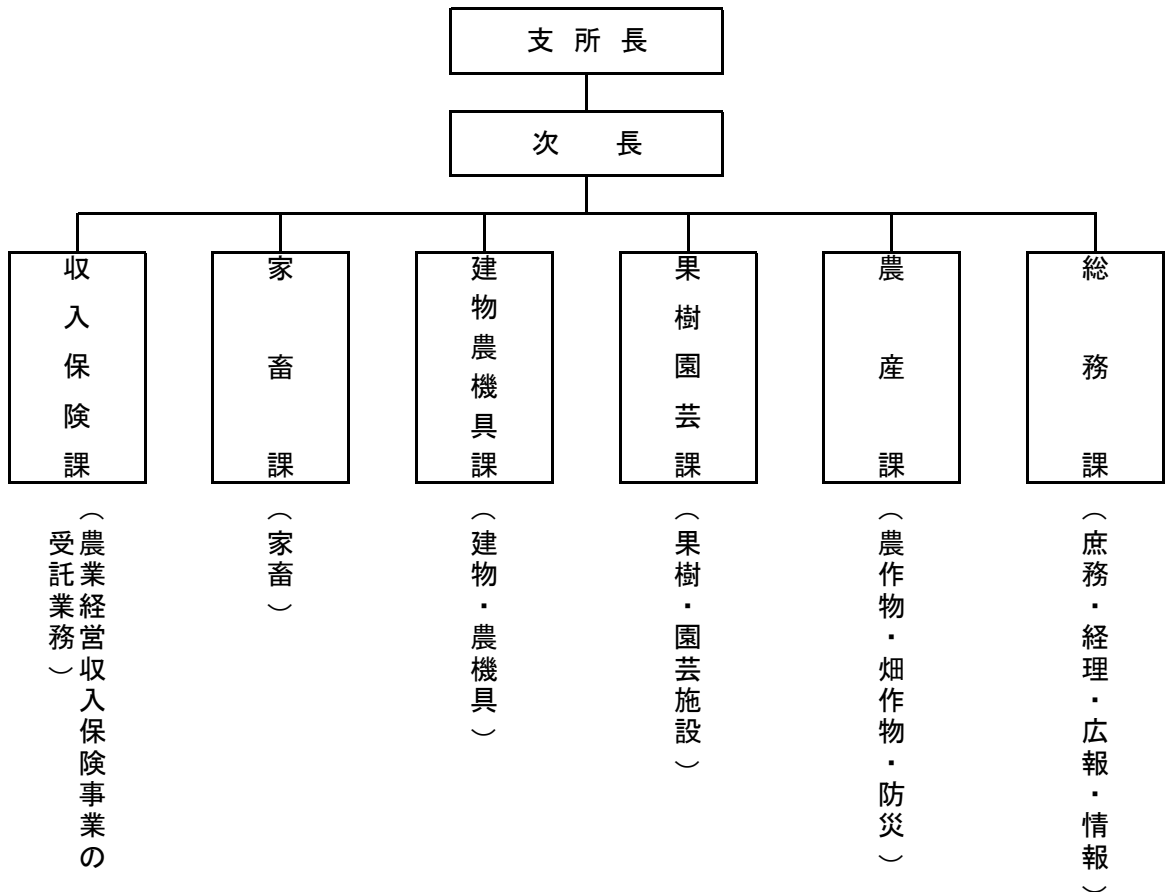 支所長
次長
総務課
（庶務・経理・広報・情報）
農産課
（農作物・畑作物・防災）
果樹園芸課
（果樹・園芸施設）
建物農機具課
（建物・農機具）
家畜課
（家畜）
収入保険課
（農業経営収入保険事業の
受託業務）